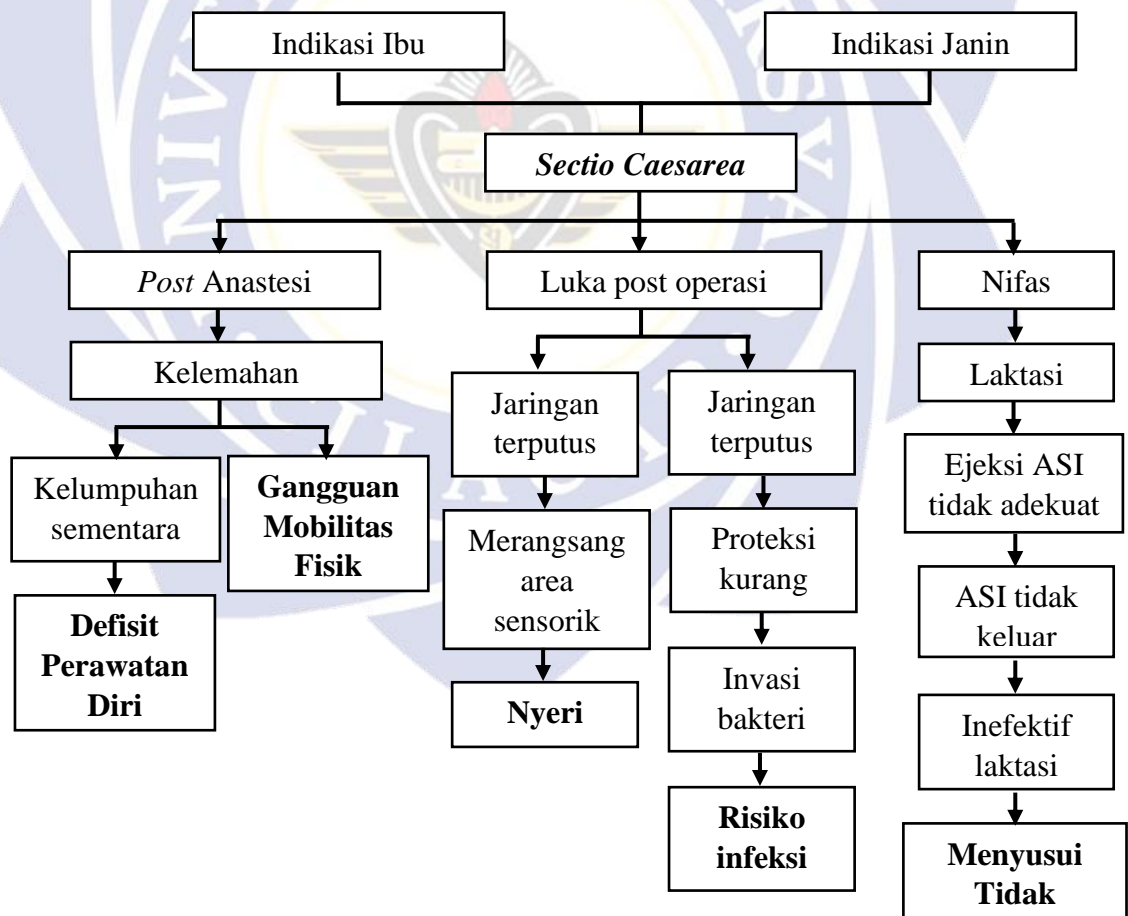 Indikasi Ibu
Indikasi Janin
Sectio Caesarea
Post Anastesi
Luka post operasi
Nifas
Kelemahan
Jaringan
terputus
Jaringan
terputus
Laktasi
Kelumpuhan
sementara
Gangguan
Mobilitas
Fisik
Merangsang
area
sensorik
Proteksi
kurang
Ejeksi ASI
tidak adekuat
Defisit
Perawatan
Diri
Nyeri
Invasi
bakteri
ASI tidak
keluar
Risiko
infeksi
Inefektif
laktasi
Menyusui
Tidak